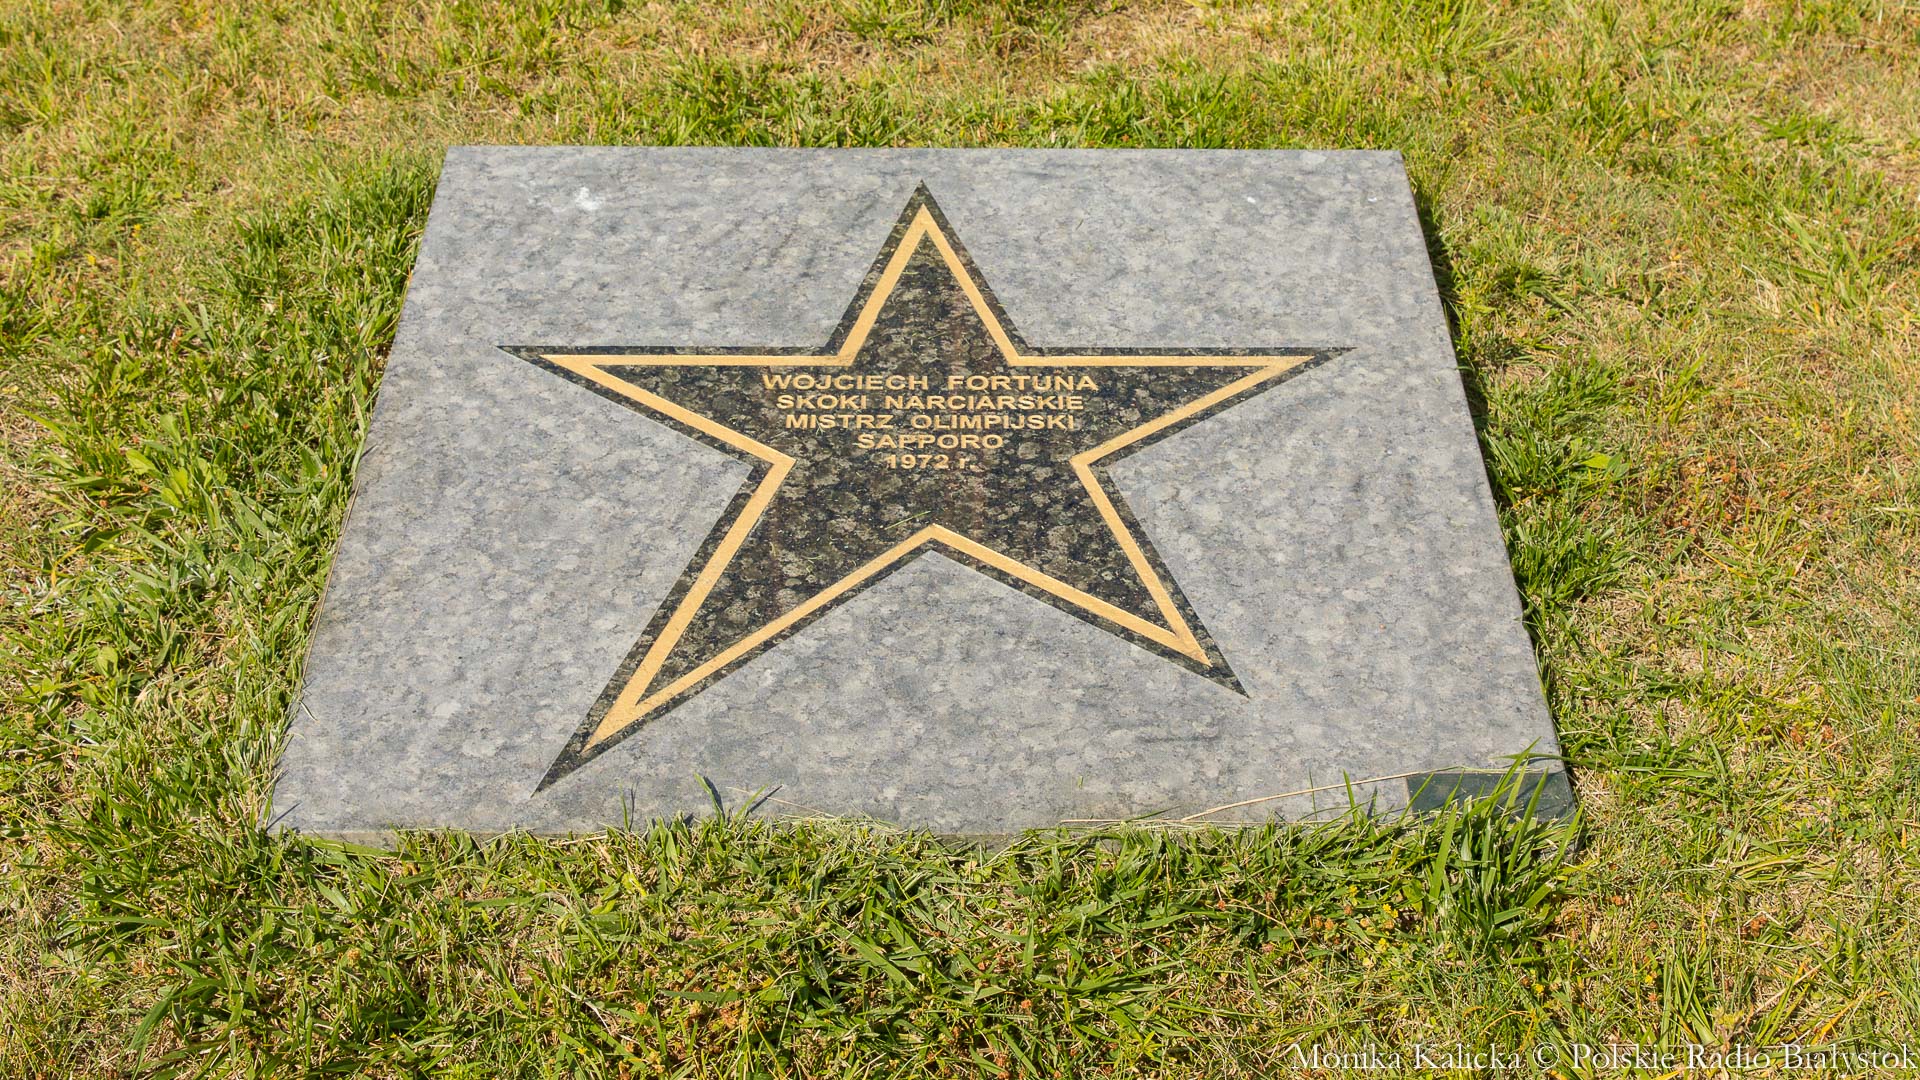 WOJCIECH FORTUNA
SKOKI NARCIARSKIE
MISTRZ OLIMPIJSKI
SAPPORO
1972 r.
Monika Kalicka © Polskie Radio Białystok